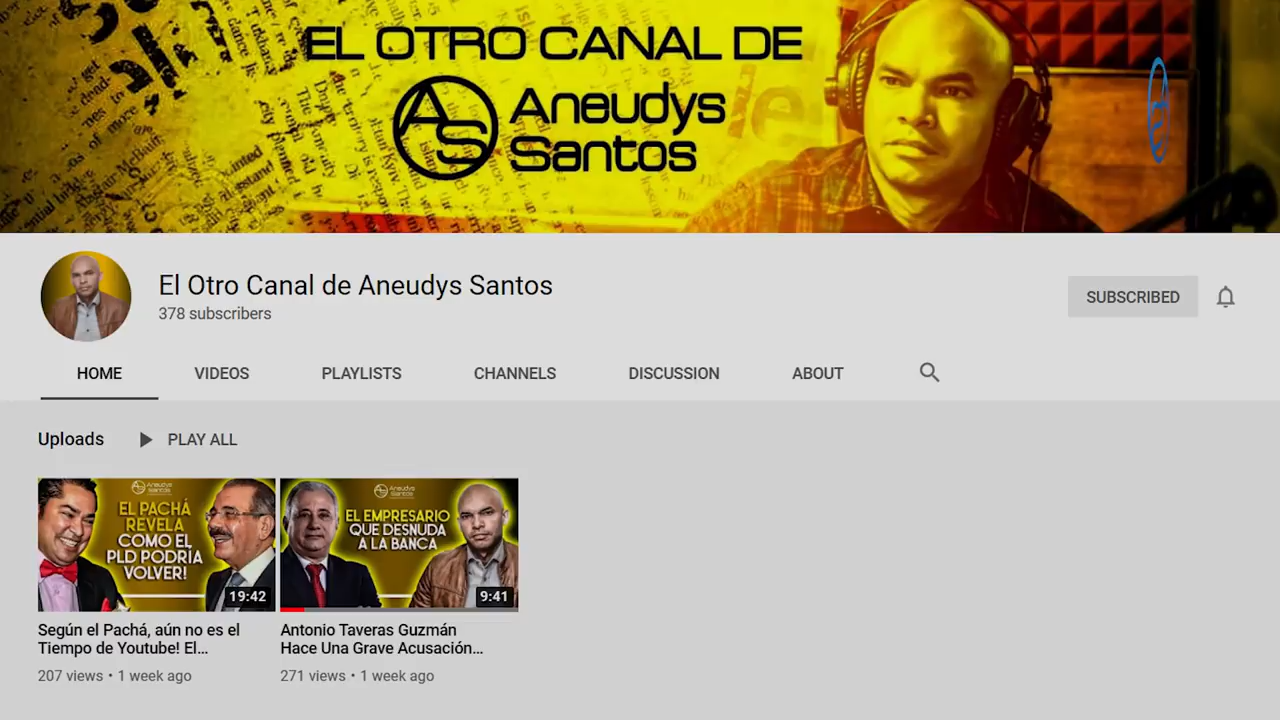 EL OTRO CANAL DE
AS Aneudys
Santos
El Otro Canal de Aneudys Santos
378 subscribers
SUBSCRIBED
HOME VIDEOS PLAYLISTS CHANNELS DISCUSSION ABOUT
Uploads PLAY ALL
Aneudys
Santos
EL PACHÁ
REVELA
COMO EL
PLD PODRÍA
VOLVER!
19:42
Aneudys
Santos
EL EMPRESARIO
QUE DESNUDA
A LA BANCA
9:41
Según el Pachá, aún no es el
Tiempo de Youtube! El...
207 views • 1 week ago
Antonio Taveras Guzmán
Hace Una Grave Acusación...
271 views • 1 week ago